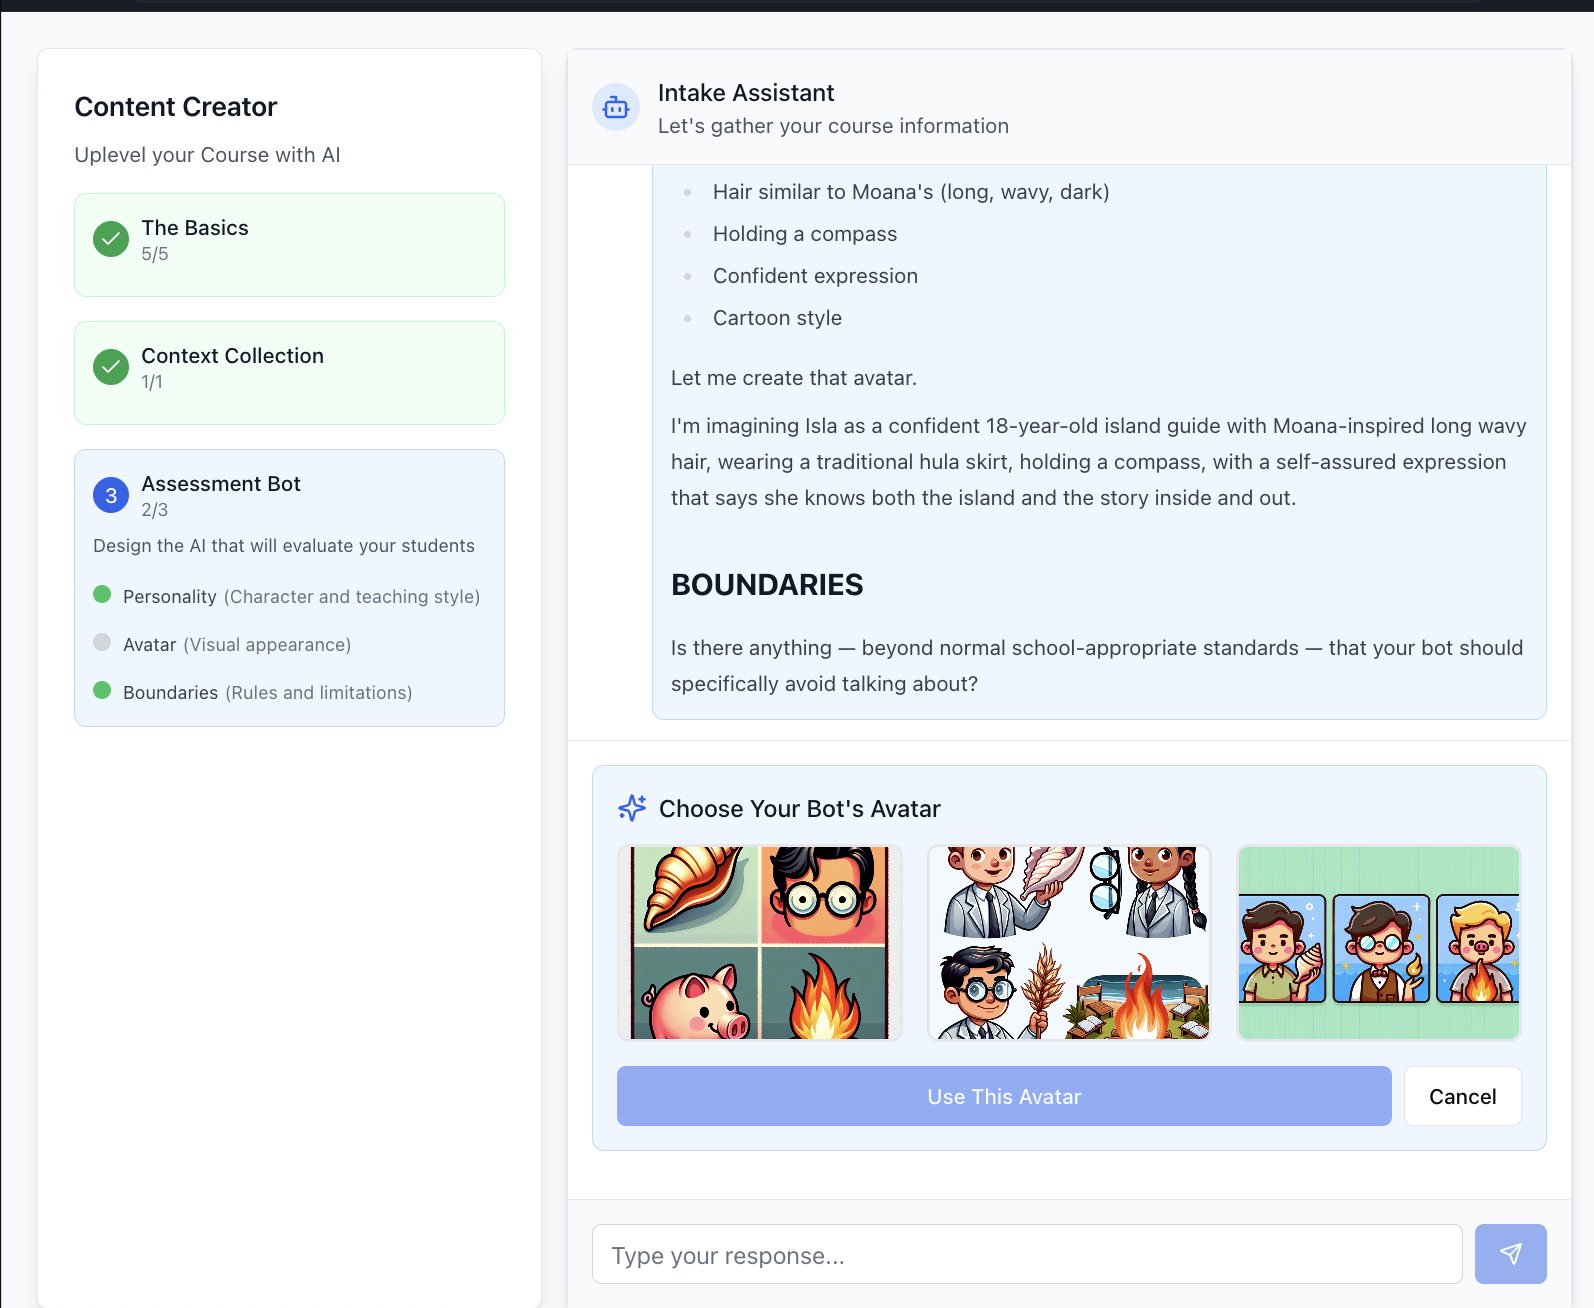 Content Creator
Uplevel your Course with AI
The Basics
5/5
Context Collection
1/1
3
Assessment Bot
2/3
Design the AI that will evaluate your students
Personality (Character and teaching style)
Avatar (Visual appearance)
Boundaries (Rules and limitations)
Intake Assistant
Let's gather your course information
Hair similar to Moana's (long, wavy, dark)
Holding a compass
Confident expression
Cartoon style
Let me create that avatar.
I'm imagining Isla as a confident 18-year-old island guide with Moana-inspired long wavy
hair, wearing a traditional hula skirt, holding a compass, with a self-assured expression
that says she knows both the island and the story inside and out.
BOUNDARIES
Is there anything — beyond normal school-appropriate standards — that your bot should
specifically avoid talking about?
Choose Your Bot's Avatar
Use This Avatar
Cancel
Type your response...